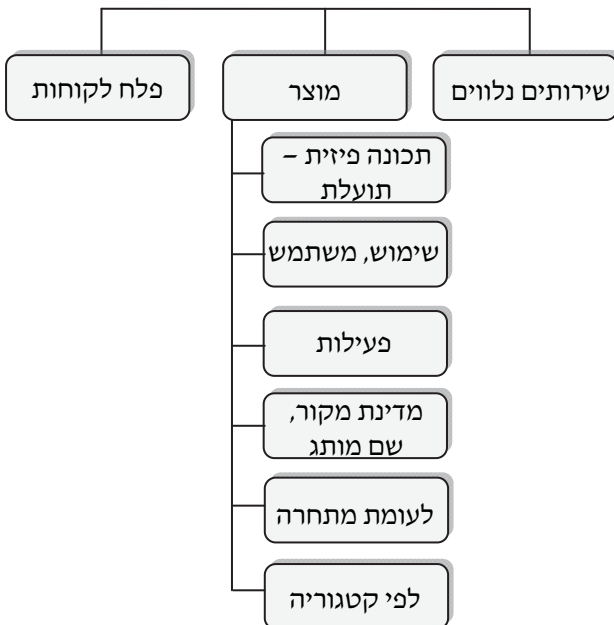 שירותים נלווים
מוצר
פלח לקוחות
תכונה פיזית –
תועלת
שימוש, משתמש
פעילות
מדינת מקור,
שם מותג
לעומת מתחרה
לפי קטגוריה